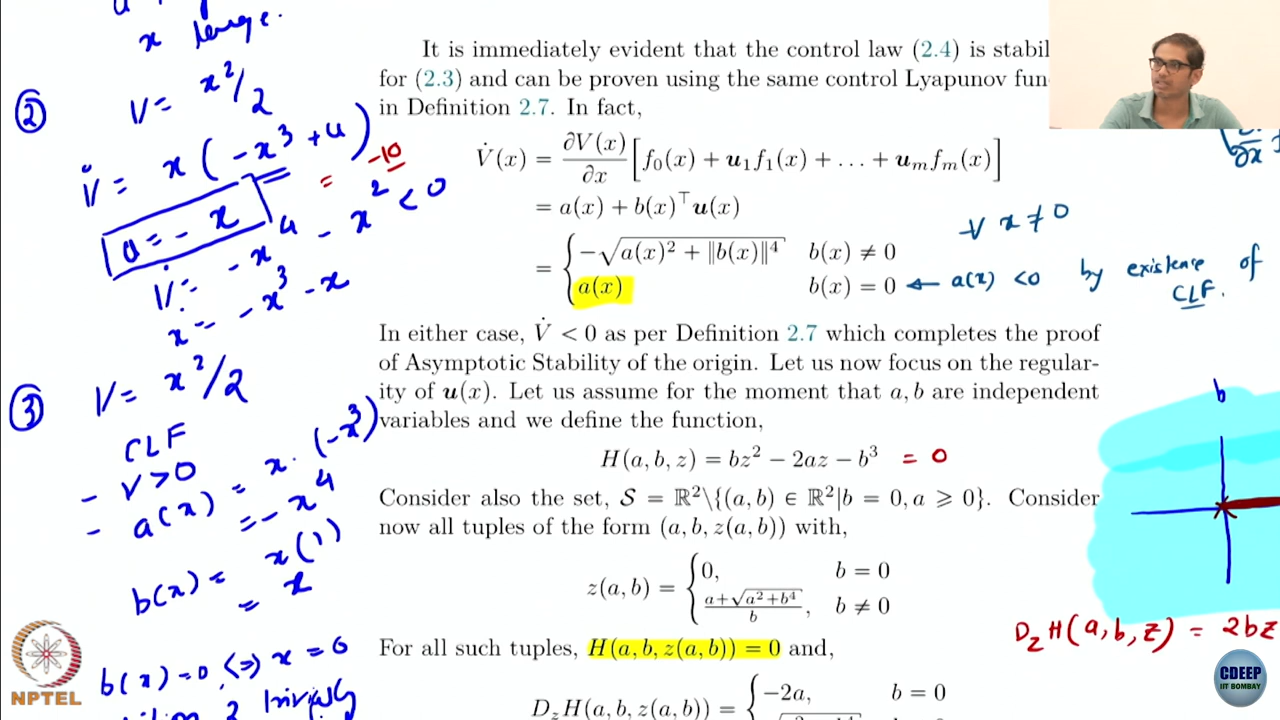 x large.
② V = x²/2
V̇ = x(-x³ + u)
= -10
u = -x
V̇ = -x⁴ - x² < 0
ẋ = -x³ - x
③ V = x²/2
CLF
- V > 0
- a(x) = x · (-x³)
= -x⁴
b(x) = x(1)
= x
b(x) = 0 <=> x = 0
It is immediately evident that the control law (2.4) is stabil
for (2.3) and can be proven using the same control Lyapunov fun
in Definition 2.7. In fact,
V̇(x) = ∂V(x)/∂x [f₀(x) + u₁f₁(x) + … + uₘfₘ(x)]
= a(x) + b(x)ᵀu(x)
= { -√(a(x)² + ‖b(x)‖⁴) b(x) ≠ 0
a(x) b(x) = 0 ← a(x) < 0 by existence of
CLF.
∀ x ≠ 0
In either case, V̇ < 0 as per Definition 2.7 which completes the proof
of Asymptotic Stability of the origin. Let us now focus on the regular-
ity of u(x). Let us assume for the moment that a, b are independent
variables and we define the function,
H(a, b, z) = bz² − 2az − b³ = 0
Consider also the set, S = ℝ²\{(a, b) ∈ ℝ²|b = 0, a ⩾ 0}. Consider
now all tuples of the form (a, b, z(a, b)) with,
z(a, b) = { 0, b = 0
(a+√(a²+b⁴))/b, b ≠ 0
For all such tuples, H(a, b, z(a, b)) = 0 and,
D_zH(a, b, z(a, b)) = { −2a, b = 0
b
D_z H(a, b, z) = 2bz
NPTEL
CDEEP
IIT BOMBAY